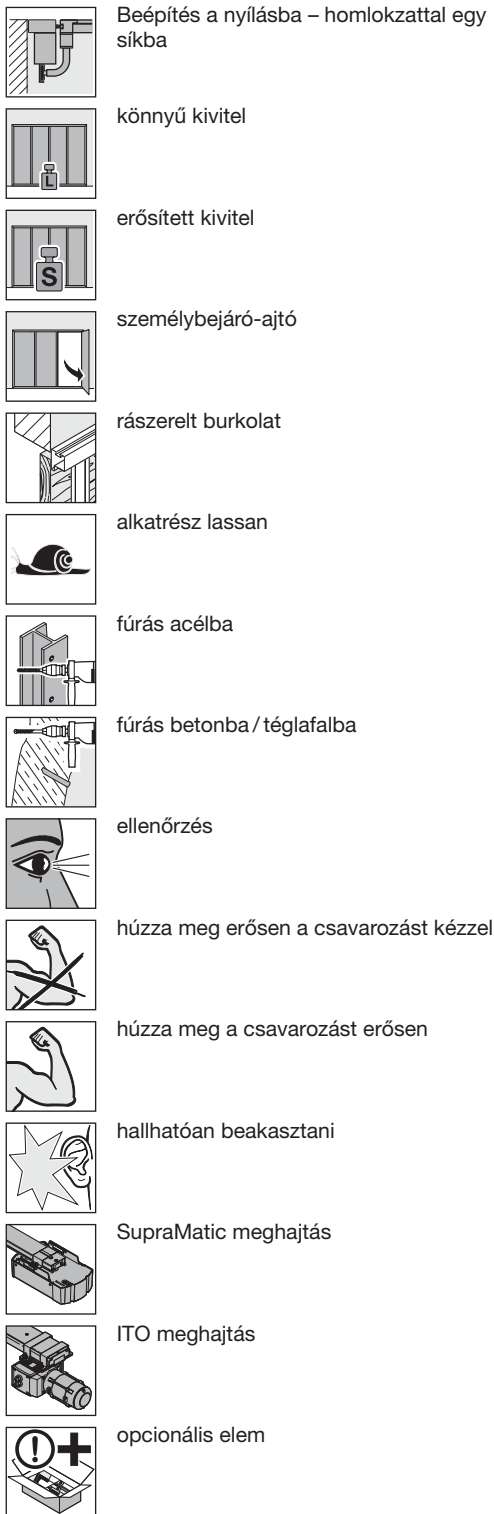 Beépítés a nyílásba – homlokzattal egy
síkba
L
könnyű kivitel
S
erősített kivitel
személybejáró-ajtó
rászerelt burkolat
alkatrész lassan
fúrás acélba
fúrás betonba / téglafalba
ellenőrzés
húzza meg erősen a csavarozást kézzel
húzza meg a csavarozást erősen
hallhatóan beakasztani
SupraMatic meghajtás
ITO meghajtás
opcionális elem